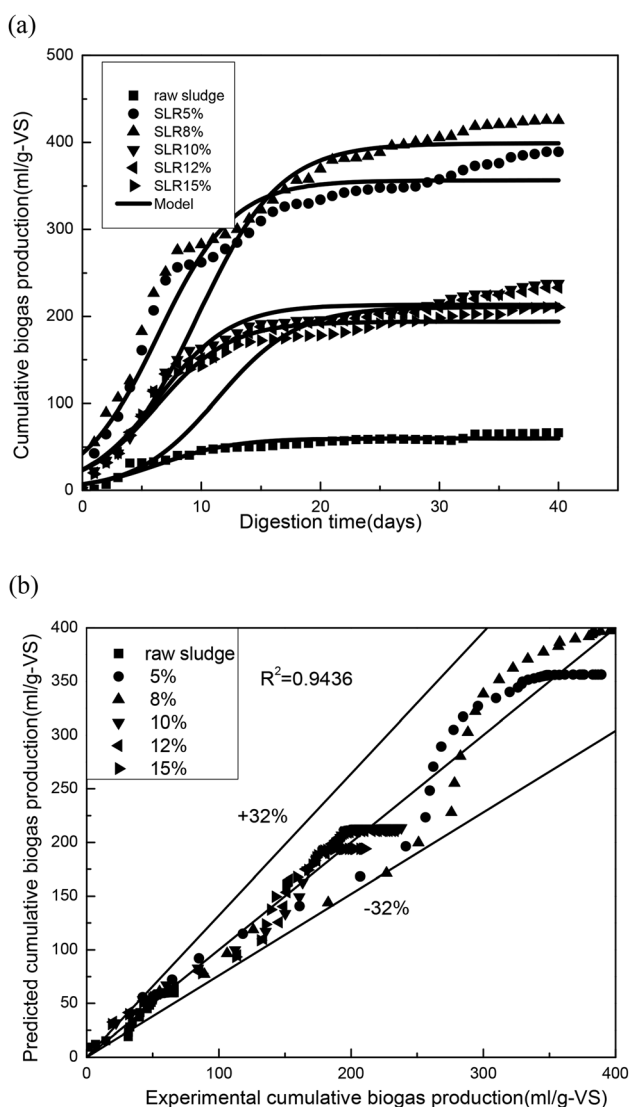 (a)
500
400
300
200
100
0
Cumulative biogas production(ml/g-VS)
raw sludge
SLR5%
SLR8%
SLR10%
SLR12%
SLR15%
Model
0 10 20 30 40
Digestion time(days)
(b)
400
350
300
250
200
150
100
50
0
Predicted cumulative biogas production(ml/g-VS)
raw sludge
5%
8%
10%
12%
15%
R²=0.9436
+32%
-32%
0 100 200 300 400
Experimental cumulative biogas production(ml/g-VS)